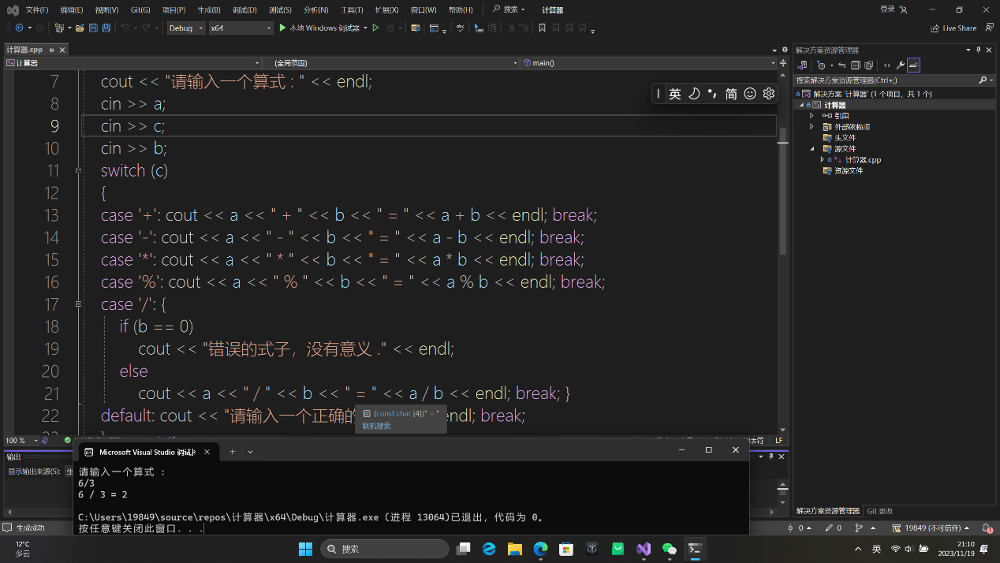 文件(F) 编辑(E) 视图(V) Git(G) 项目(P) 生成(B) 调试(D) 测试(S) 分析(N) 工具(T) 扩展(X) 窗口(W) 帮助(H) 搜索 计算器 登录
Debug x64 本地 Windows 调试器 Live Share
计算器.cpp
计算器 (全局范围) main()
7 cout << "请输入一个算式 : " << endl;
8 cin >> a;
9 cin >> c;
10 cin >> b;
11 switch (c)
12 {
13 case '+': cout << a << " + " << b << " = " << a + b << endl; break;
14 case '-': cout << a << " - " << b << " = " << a - b << endl; break;
15 case '*': cout << a << " * " << b << " = " << a * b << endl; break;
16 case '%': cout << a << " % " << b << " = " << a % b << endl; break;
17 case '/': {
18 if (b == 0)
19 cout << "错误的式子，没有意义 ." << endl;
20 else
21 cout << a << " / " << b << " = " << a / b << endl; break; }
22 default: cout << "请输入一个正确的 endl; break;
(const char [4])" = "
联机搜索
英 简
100 % LF
输出
显示输出来源(S):
Microsoft Visual Studio 调试
请输入一个算式 :
6/3
6 / 3 = 2
C:\Users\19849\source\repos\计算器\x64\Debug\计算器.exe (进程 13064)已退出，代码为 0。
按任意键关闭此窗口. . .
解决方案资源管理器
搜索解决方案资源管理器(Ctrl+;)
解决方案 '计算器' (1 个项目，共 1 个)
计算器
引用
外部依赖项
头文件
源文件
计算器.cpp
资源文件
解决方案资源管理器 Git 更改
生成成功 0 0 19849 (不可信任) 1
12°C
多云
搜索
英
21:10
2023/11/19